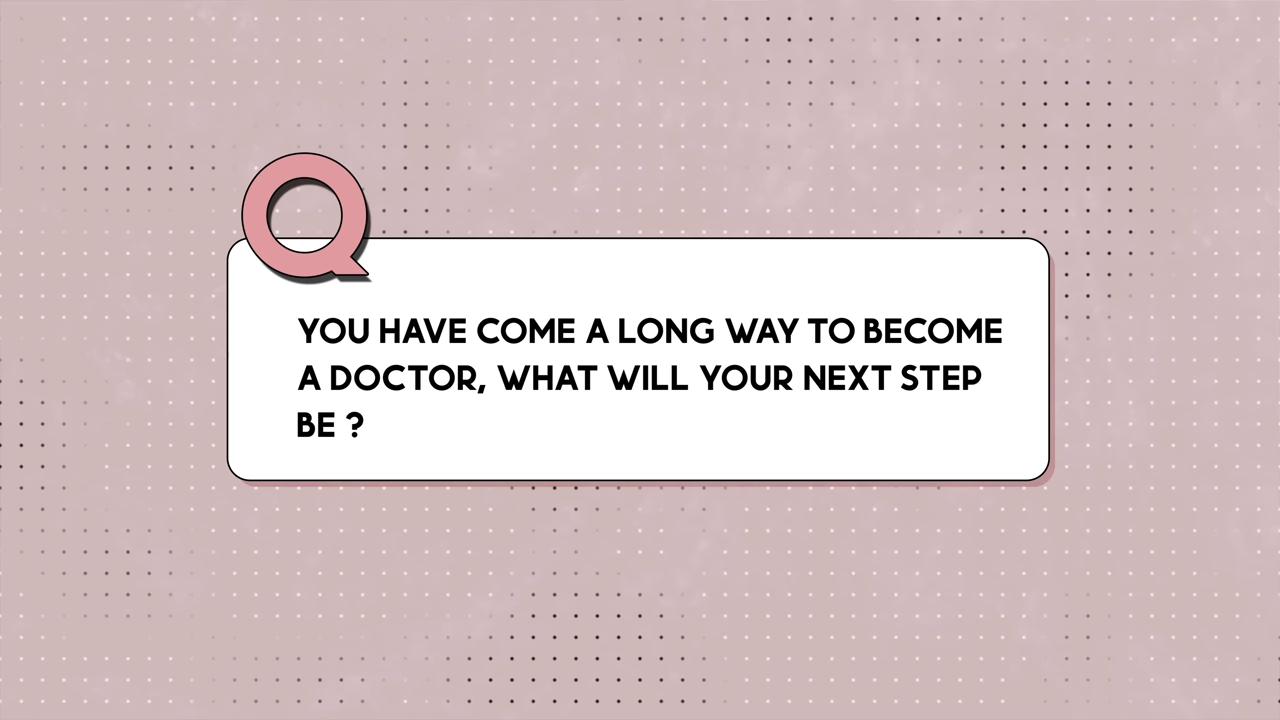 Q
YOU HAVE COME A LONG WAY TO BECOME
A DOCTOR, WHAT WILL YOUR NEXT STEP
BE ?